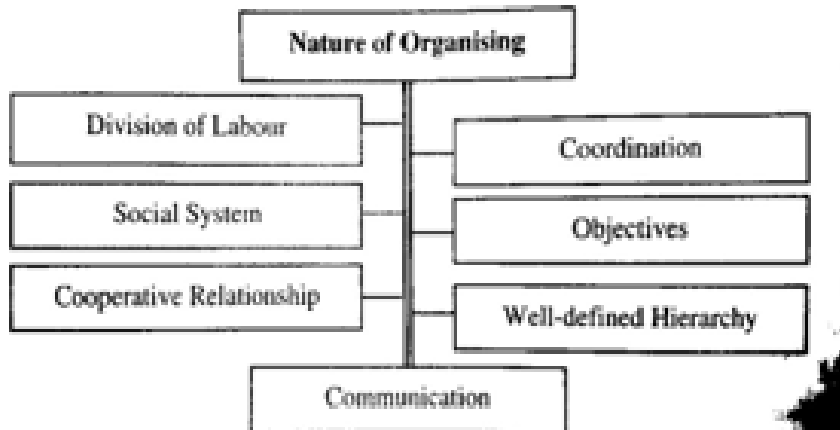 Nature of Organising
Division of Labour
Coordination
Social System
Objectives
Cooperative Relationship
Well-defined Hierarchy
Communication